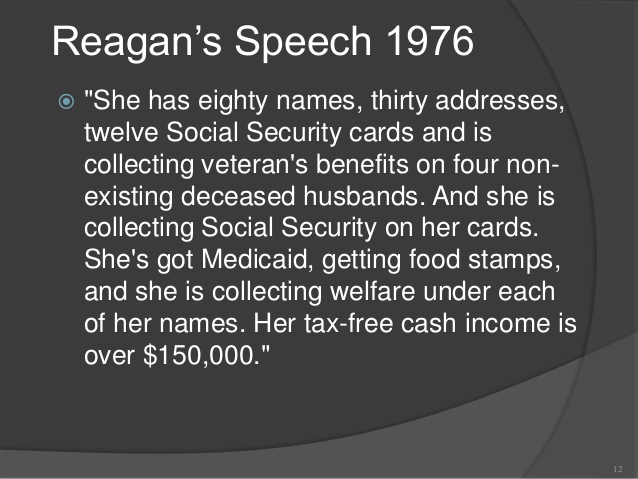 Reagan’s Speech 1976
"She has eighty names, thirty addresses,
twelve Social Security cards and is
collecting veteran's benefits on four non-
existing deceased husbands. And she is
collecting Social Security on her cards.
She's got Medicaid, getting food stamps,
and she is collecting welfare under each
of her names. Her tax-free cash income is
over $150,000."
12